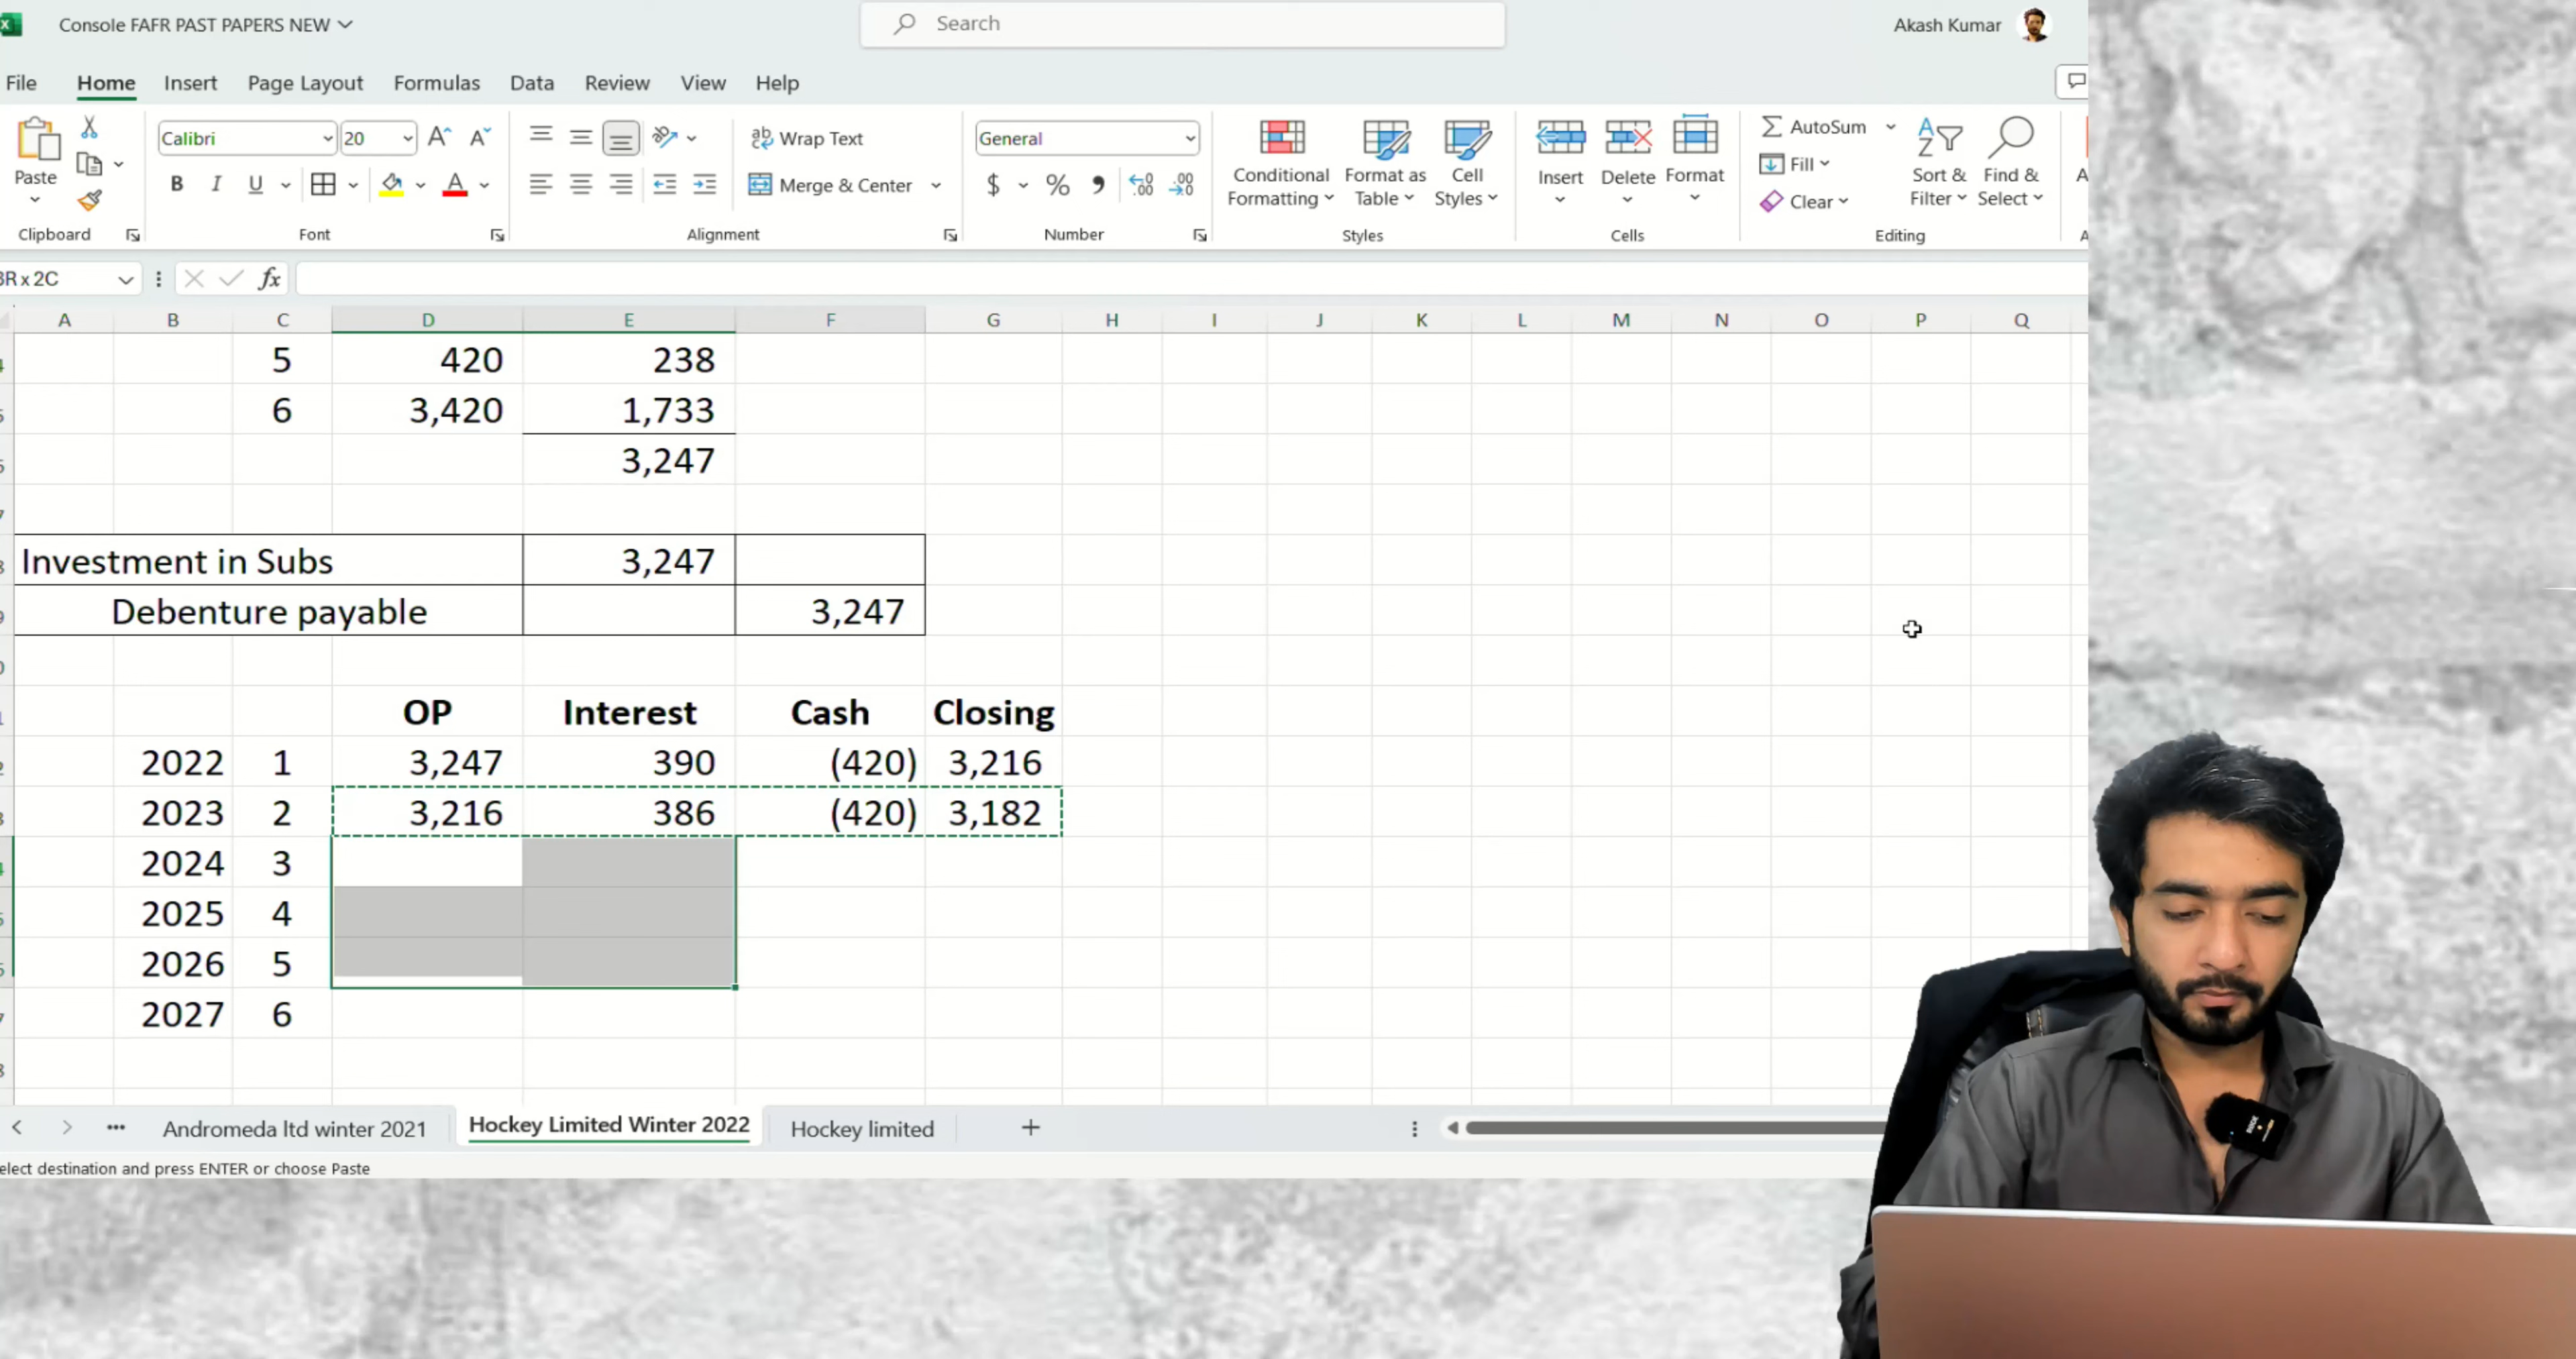 Console FAFR PAST PAPERS NEW
Search
Akash Kumar
File Home Insert Page Layout Formulas Data Review View Help
Paste
Clipboard
Calibri 20
B I U
Font
Wrap Text
Merge & Center
Alignment
General
$ %
Number
Conditional Formatting
Format as Table
Cell Styles
Styles
Insert Delete Format
Cells
AutoSum
Fill
Clear
Sort & Filter
Find & Select
Editing
3R x 2C fx
A B C D E F G H I J K L M N O P Q
5 420 238
6 3,420 1,733
3,247
Investment in Subs 3,247
Debenture payable 3,247
OP Interest Cash Closing
2022 1 3,247 390 (420) 3,216
2023 2 3,216 386 (420) 3,182
2024 3
2025 4
2026 5
2027 6
Andromeda ltd winter 2021 Hockey Limited Winter 2022 Hockey limited
elect destination and press ENTER or choose Paste